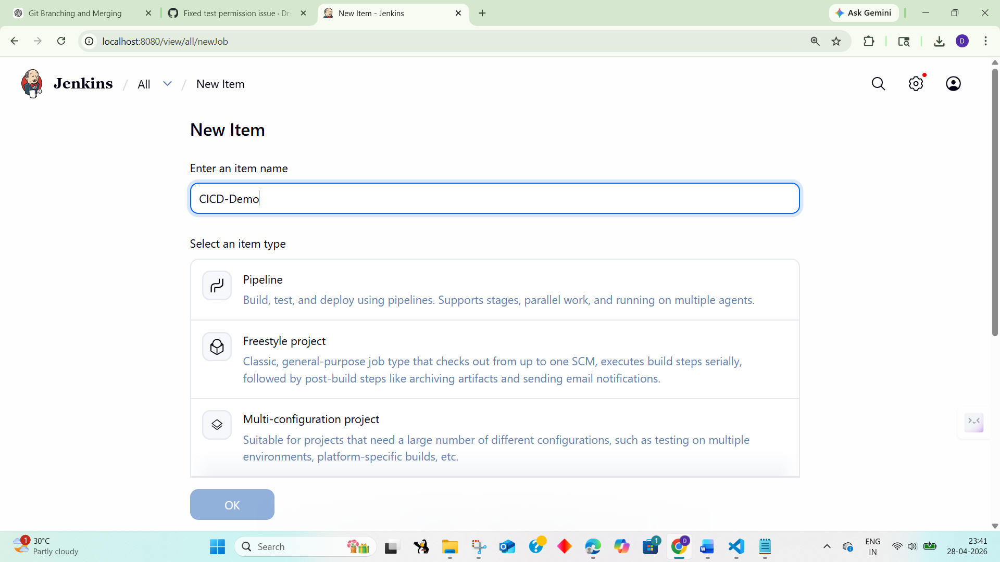 Git Branching and Merging
Fixed test permission issue · Dr
New Item - Jenkins
Ask Gemini
localhost:8080/view/all/newJob
D
Jenkins / All / New Item
New Item
Enter an item name
CICD-Demo
Select an item type
Pipeline
Build, test, and deploy using pipelines. Supports stages, parallel work, and running on multiple agents.
Freestyle project
Classic, general-purpose job type that checks out from up to one SCM, executes build steps serially,
followed by post-build steps like archiving artifacts and sending email notifications.
Multi-configuration project
Suitable for projects that need a large number of different configurations, such as testing on multiple
environments, platform-specific builds, etc.
OK
1
30°C
Partly cloudy
Search
1
D
ENG
IN
23:41
28-04-2026